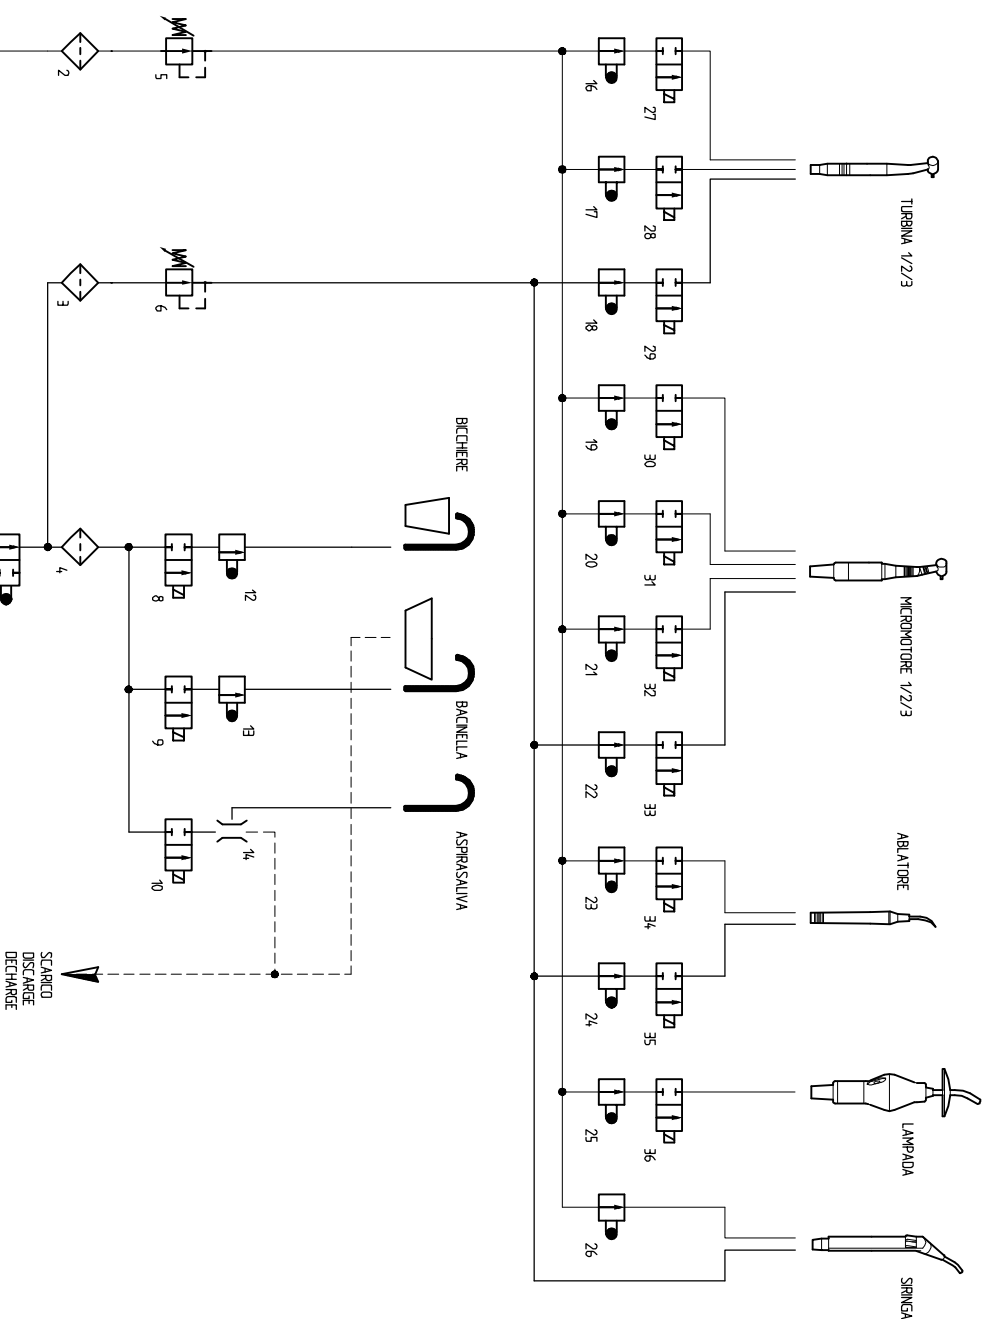 TURBINA 1/2/3
MICROMOTORE 1/2/3
ABLATORE
LAMPADA
SIRINGA
27
28
29
30
31
32
33
34
35
36
16
17
18
19
20
21
22
23
24
25
26
BICCHIERE
BACINELLA
ASPIRASALIVA
12
13
14
5
6
8
9
10
2
3
4
SCARICO
DISCARGE
DECHARGE